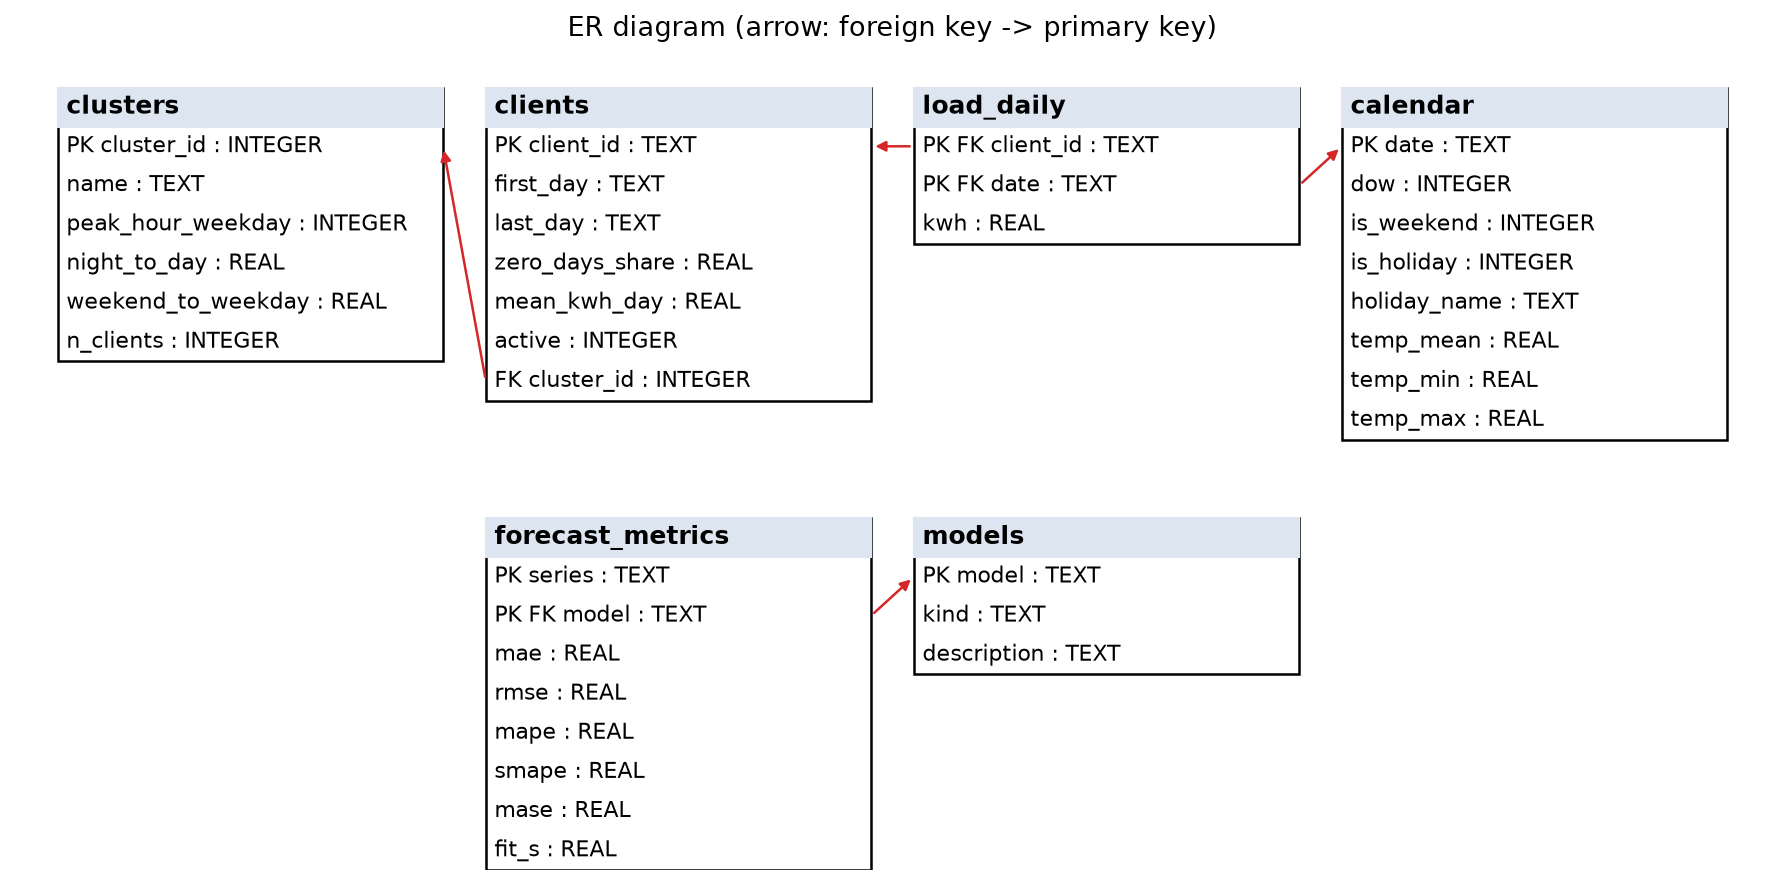 ER diagram (arrow: foreign key -> primary key)
clusters
PK cluster_id : INTEGER
name : TEXT
peak_hour_weekday : INTEGER
night_to_day : REAL
weekend_to_weekday : REAL
n_clients : INTEGER
clients
PK client_id : TEXT
first_day : TEXT
last_day : TEXT
zero_days_share : REAL
mean_kwh_day : REAL
active : INTEGER
FK cluster_id : INTEGER
load_daily
PK FK client_id : TEXT
PK FK date : TEXT
kwh : REAL
calendar
PK date : TEXT
dow : INTEGER
is_weekend : INTEGER
is_holiday : INTEGER
holiday_name : TEXT
temp_mean : REAL
temp_min : REAL
temp_max : REAL
forecast_metrics
PK series : TEXT
PK FK model : TEXT
mae : REAL
rmse : REAL
mape : REAL
smape : REAL
mase : REAL
fit_s : REAL
models
PK model : TEXT
kind : TEXT
description : TEXT